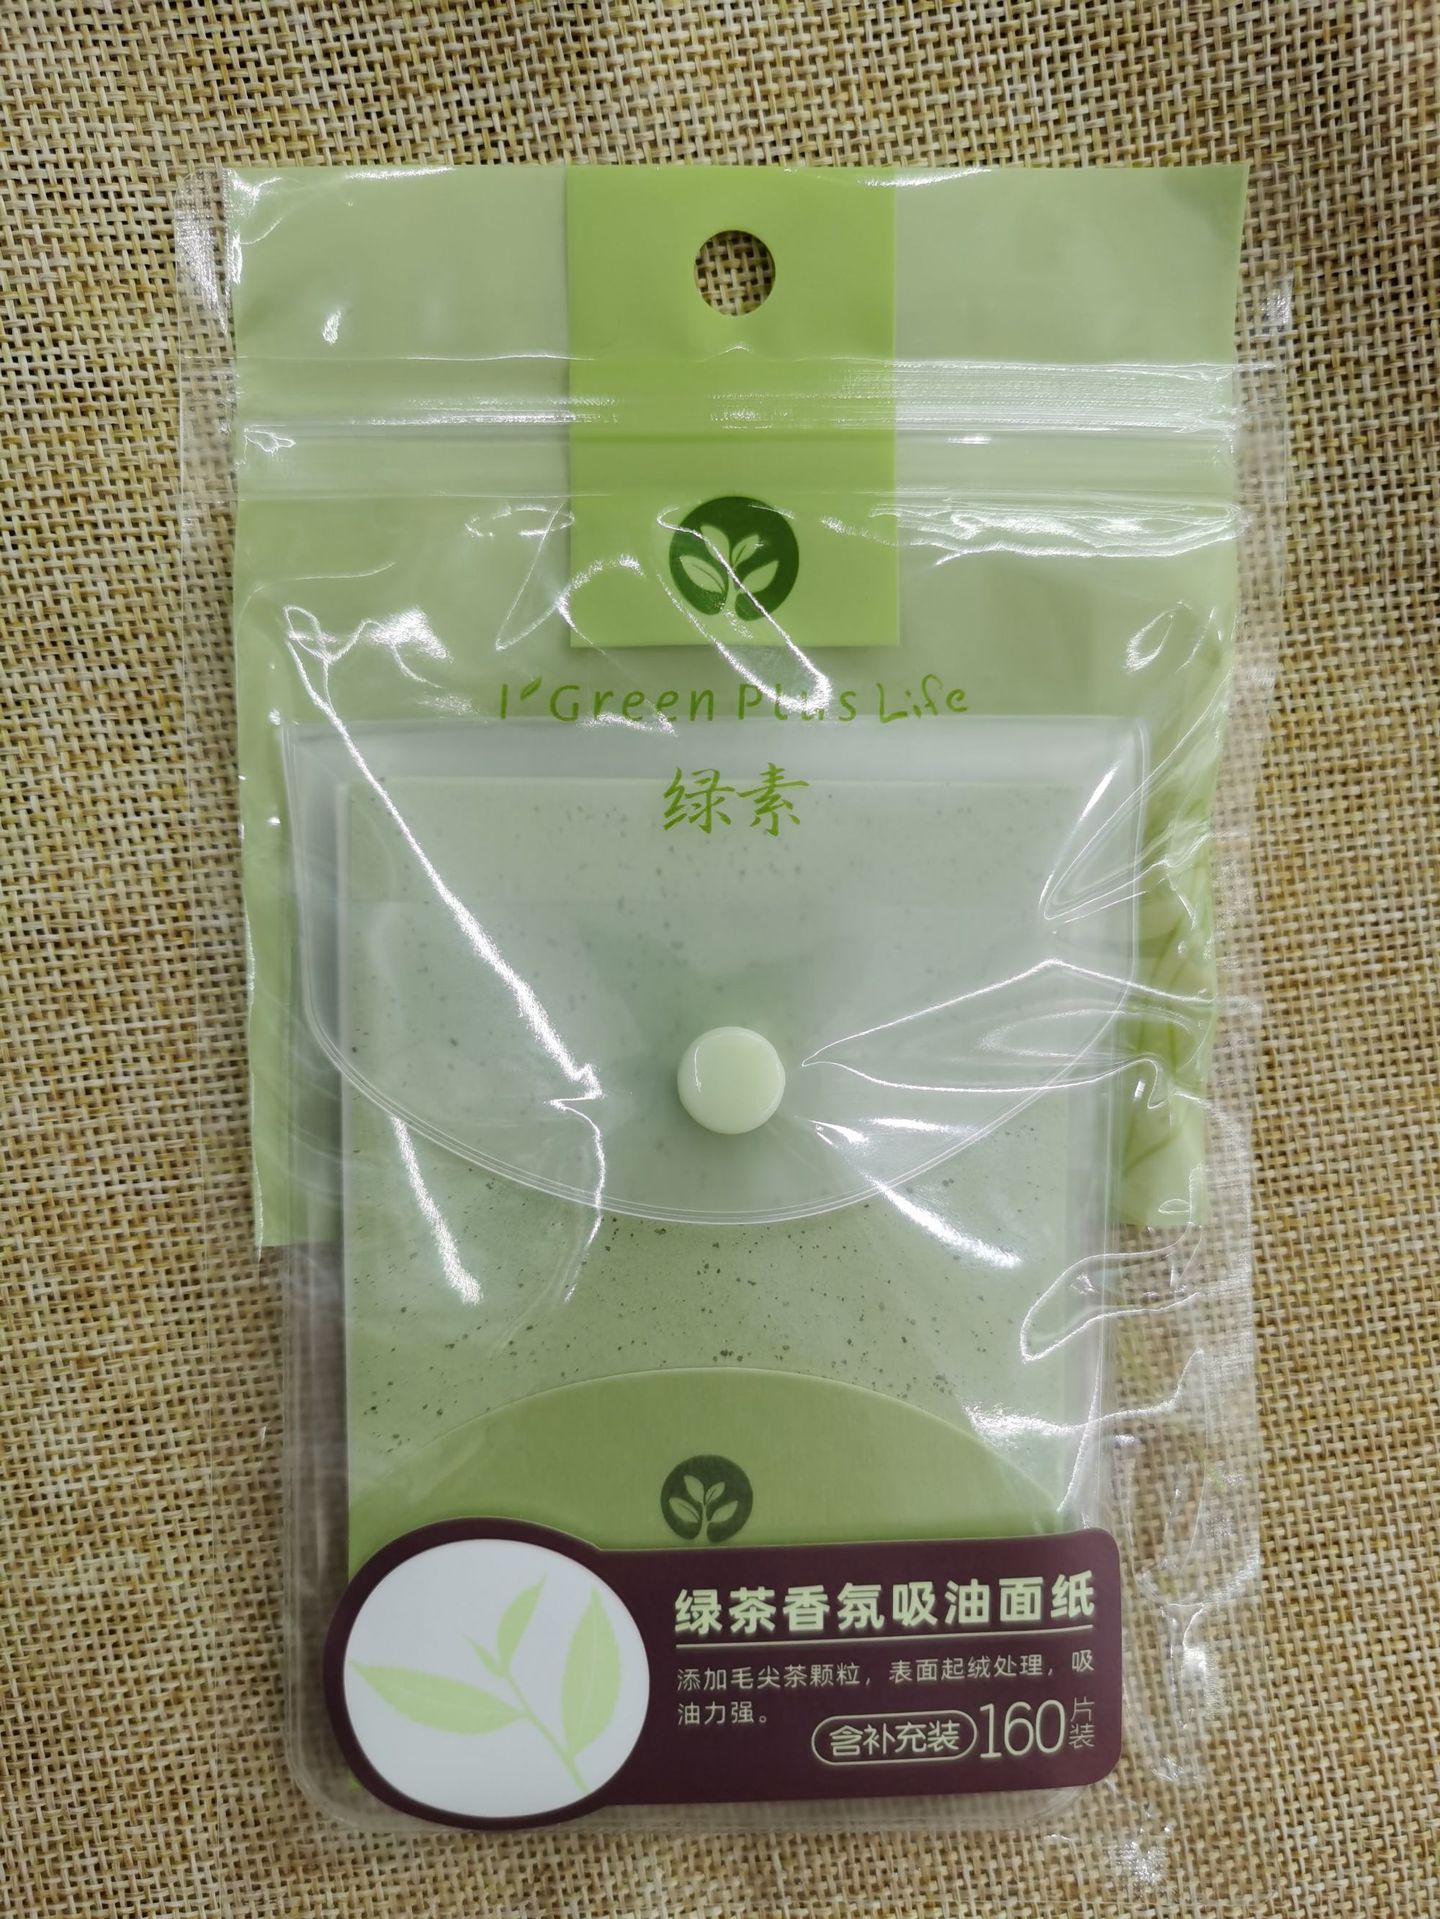 I' Green Plus Life
绿素
绿茶香氛吸油面纸
添加毛尖茶颗粒，表面起绒处理，吸
油力强。
含补充装 160片装